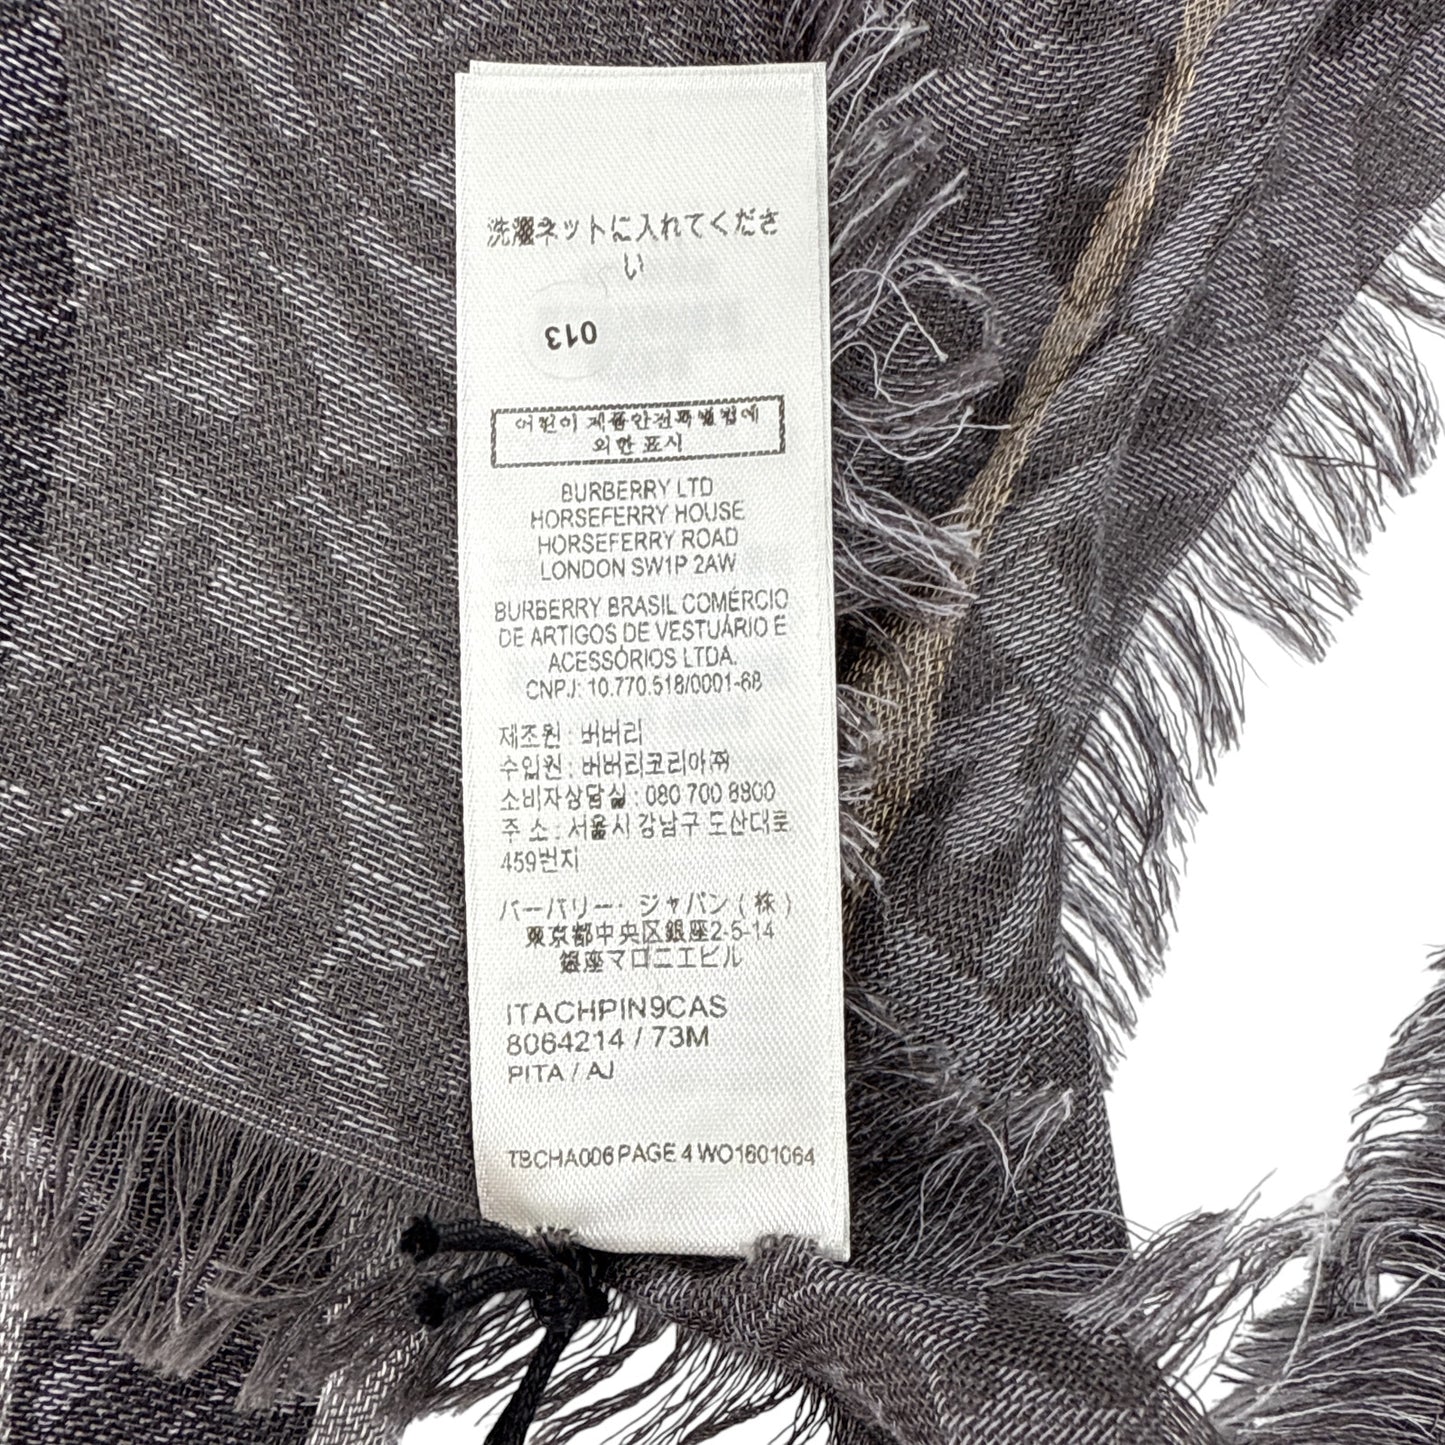 洗濯ネットに入れてくださ
い
013
어린이제품안전특별법에
의한 표시
BURBERRY LTD
HORSEFERRY HOUSE
HORSEFERRY ROAD
LONDON SW1P 2AW
BURBERRY BRASIL COMÉRCIO
DE ARTIGOS DE VESTUÁRIO E
ACESSÓRIOS LTDA.
CNPJ: 10.770.518/0001-68
제조원 : 버버리
수입원 : 버버리코리아㈜
소비자상담실 : 080 700 8800
주 소 : 서울시 강남구 도산대로
459번지
バーバリー・ジャパン(株)
東京都中央区銀座2-5-14
銀座マロニエビル
ITACHPIN9CAS
8064214 / 73M
PITA / AJ
TBCHA006 PAGE 4 WO1601064